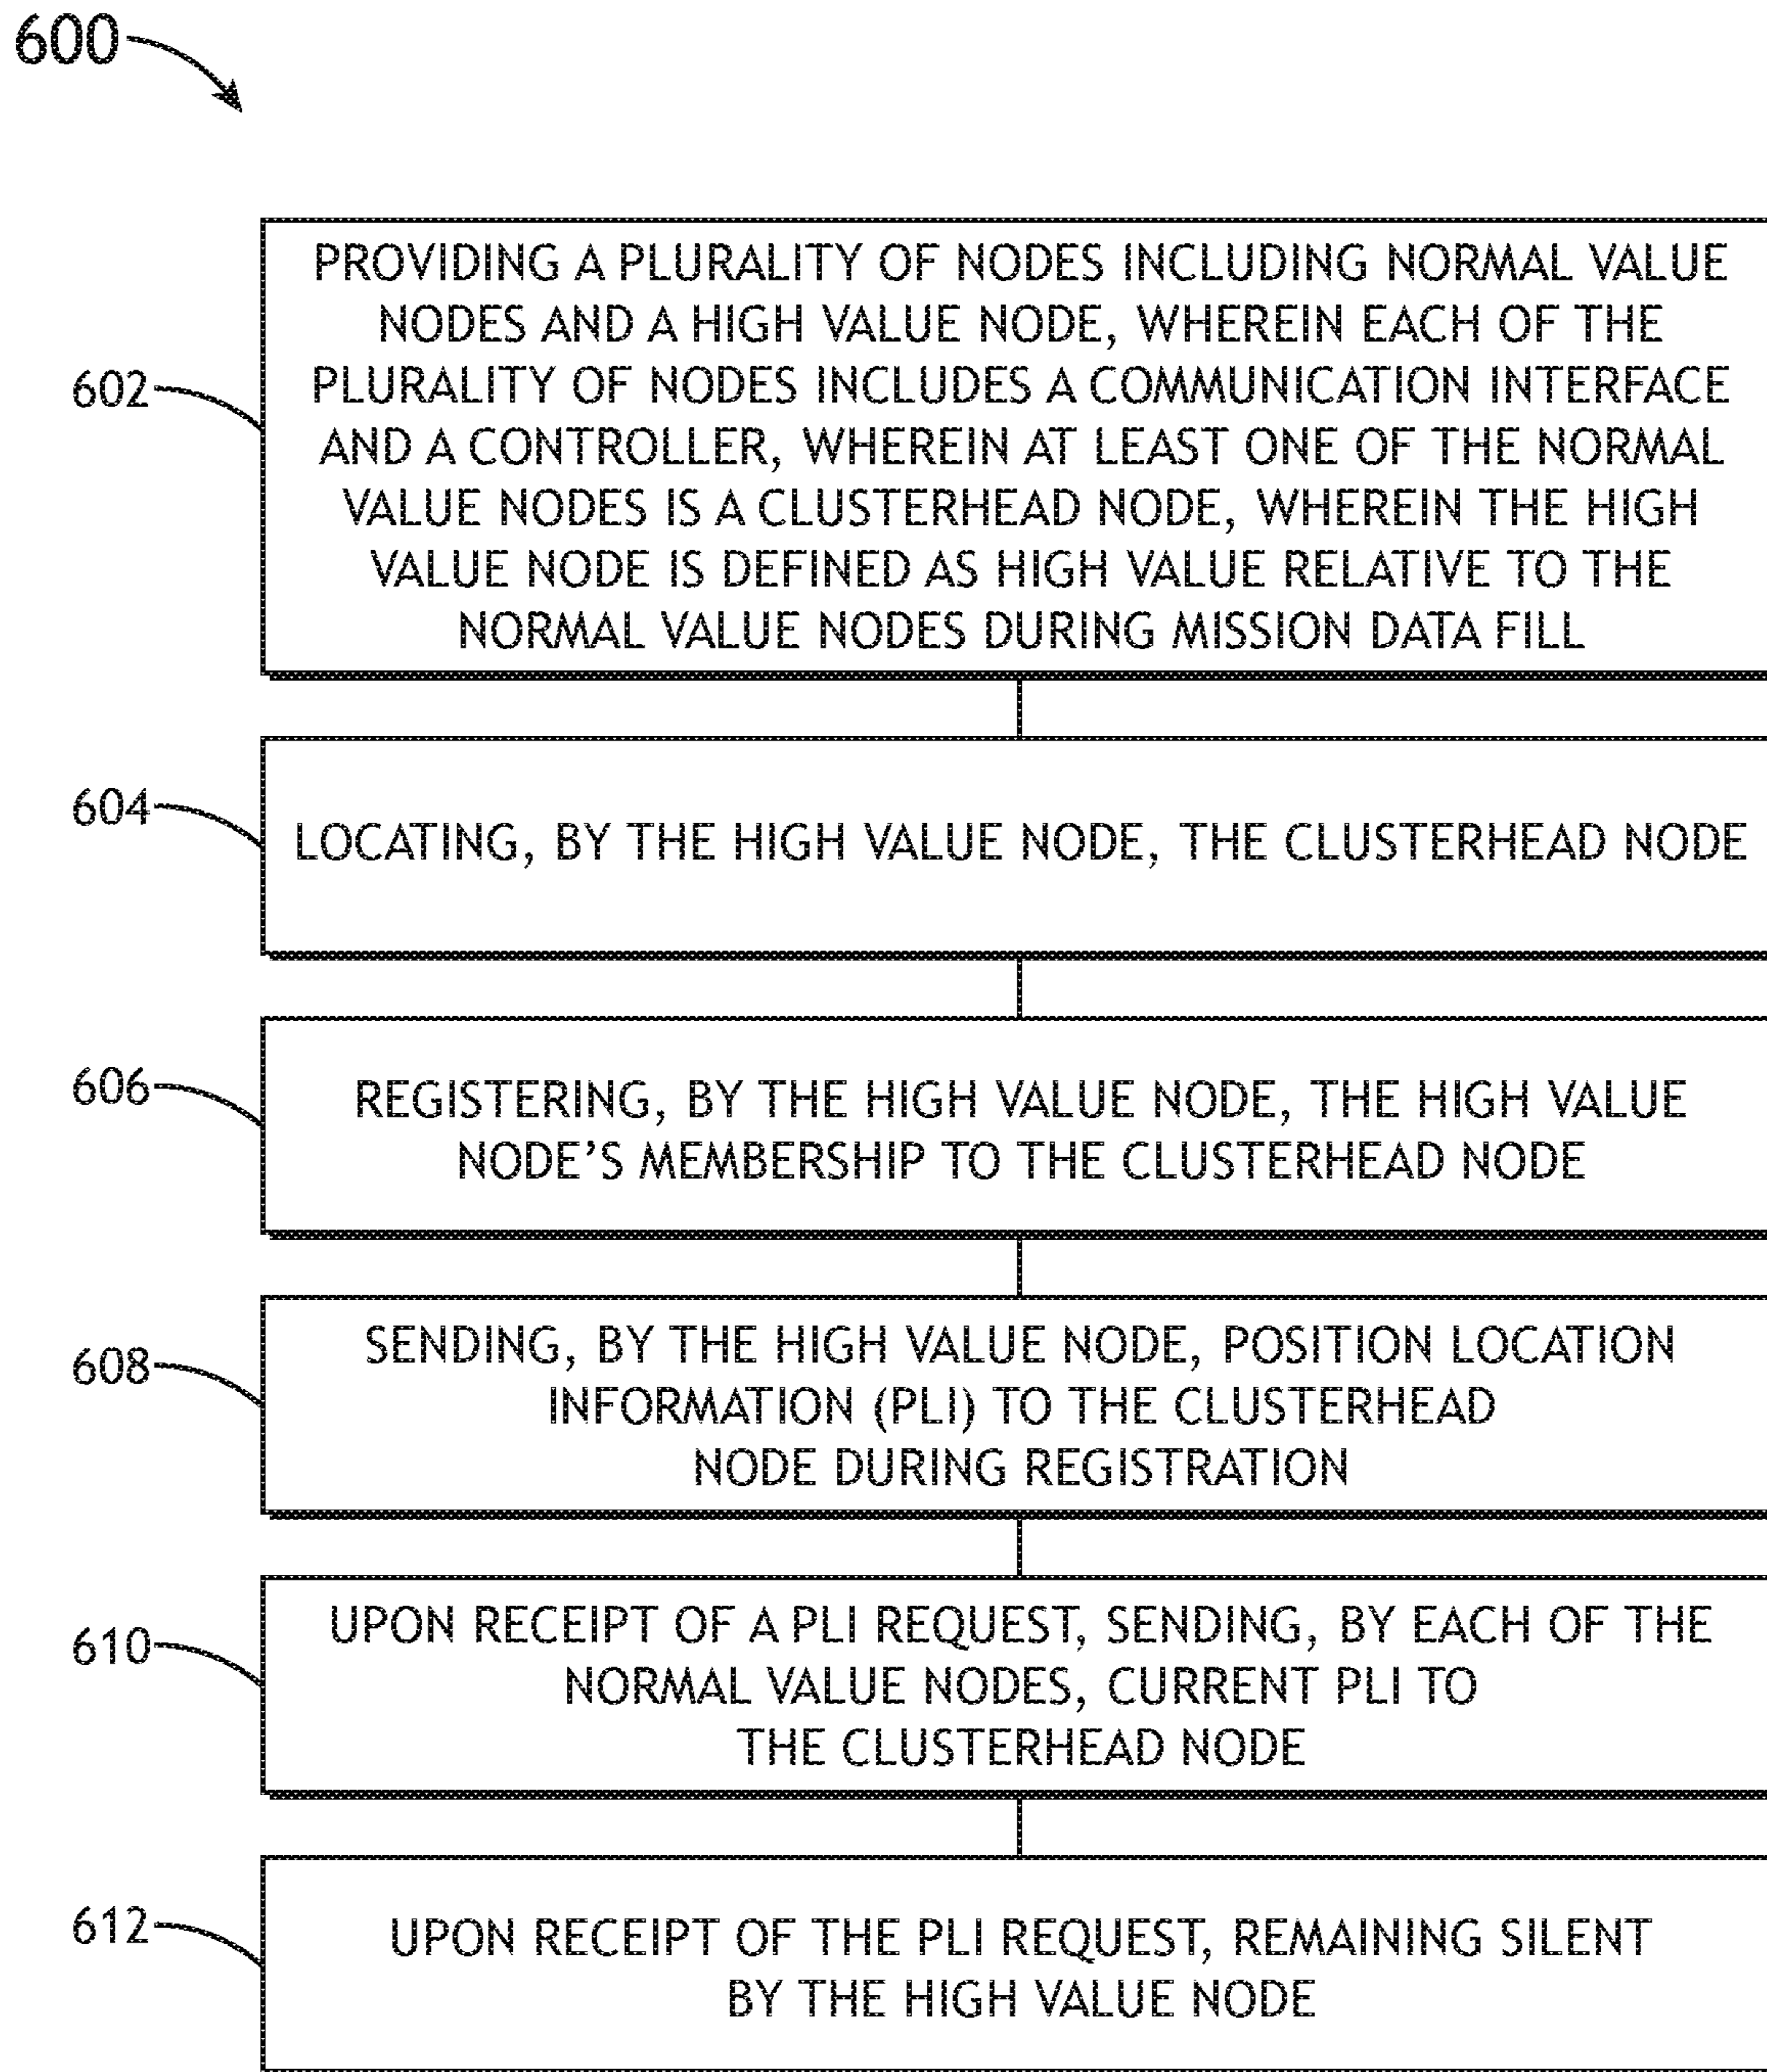 600
602
PROVIDING A PLURALITY OF NODES INCLUDING NORMAL VALUE
NODES AND A HIGH VALUE NODE, WHEREIN EACH OF THE
PLURALITY OF NODES INCLUDES A COMMUNICATION INTERFACE
AND A CONTROLLER, WHEREIN AT LEAST ONE OF THE NORMAL
VALUE NODES IS A CLUSTERHEAD NODE, WHEREIN THE HIGH
VALUE NODE IS DEFINED AS HIGH VALUE RELATIVE TO THE
NORMAL VALUE NODES DURING MISSION DATA FILL
604
LOCATING, BY THE HIGH VALUE NODE, THE CLUSTERHEAD NODE
606
REGISTERING, BY THE HIGH VALUE NODE, THE HIGH VALUE
NODE'S MEMBERSHIP TO THE CLUSTERHEAD NODE
608
SENDING, BY THE HIGH VALUE NODE, POSITION LOCATION
INFORMATION (PLI) TO THE CLUSTERHEAD
NODE DURING REGISTRATION
610
UPON RECEIPT OF A PLI REQUEST, SENDING, BY EACH OF THE
NORMAL VALUE NODES, CURRENT PLI TO
THE CLUSTERHEAD NODE
612
UPON RECEIPT OF THE PLI REQUEST, REMAINING SILENT
BY THE HIGH VALUE NODE